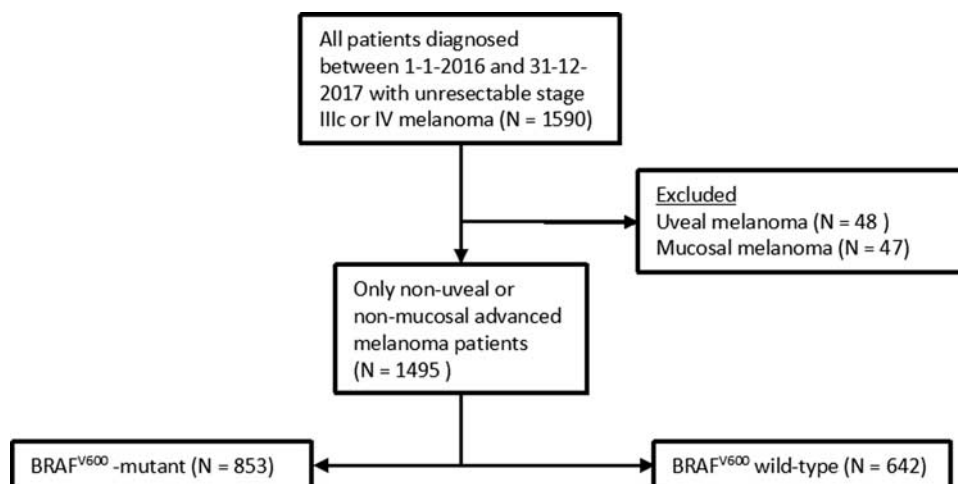 All patients diagnosed
between 1-1-2016 and 31-12-
2017 with unresectable stage
IIIc or IV melanoma (N = 1590)
Excluded
Uveal melanoma (N = 48 )
Mucosal melanoma (N = 47)
Only non-uveal or
non-mucosal advanced
melanoma patients
(N = 1495 )
BRAFV600 -mutant (N = 853)
BRAFV600 wild-type (N = 642)